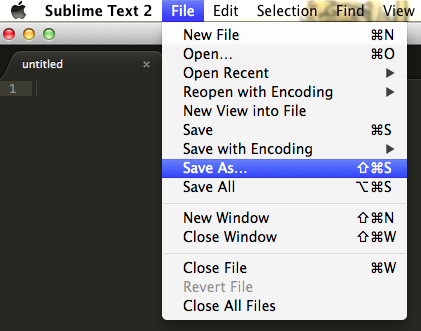 Sublime Text 2 File Edit Selection Find View
untitled ×
1
New File ⌘N
Open... ⌘O
Open Recent ▶
Reopen with Encoding ▶
New View into File
Save ⌘S
Save with Encoding ▶
Save As... ⇧⌘S
Save All ⌥⌘S
New Window ⇧⌘N
Close Window ⇧⌘W
Close File ⌘W
Revert File
Close All Files